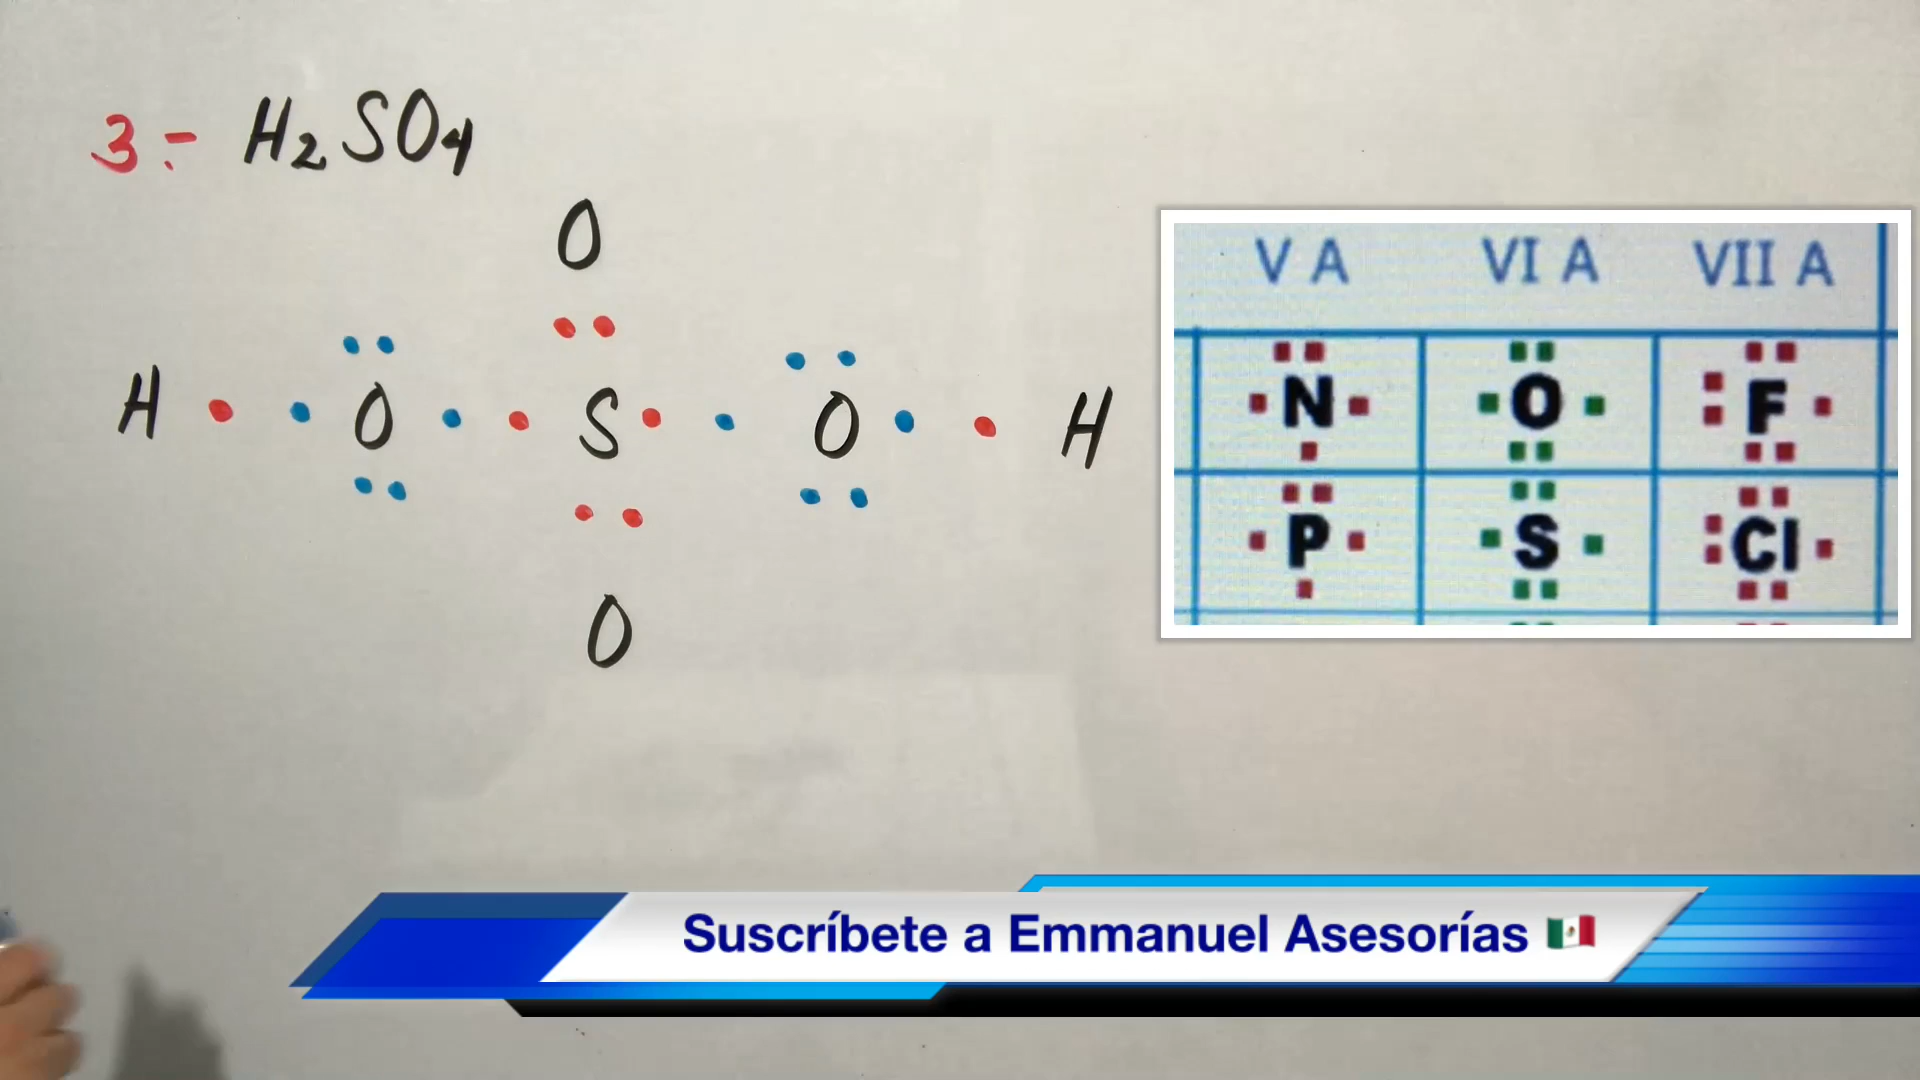 3.- H₂SO₄
O
H O S O H
O
V A VI A VII A
N O F
P S Cl
Suscríbete a Emmanuel Asesorías 🇲🇽